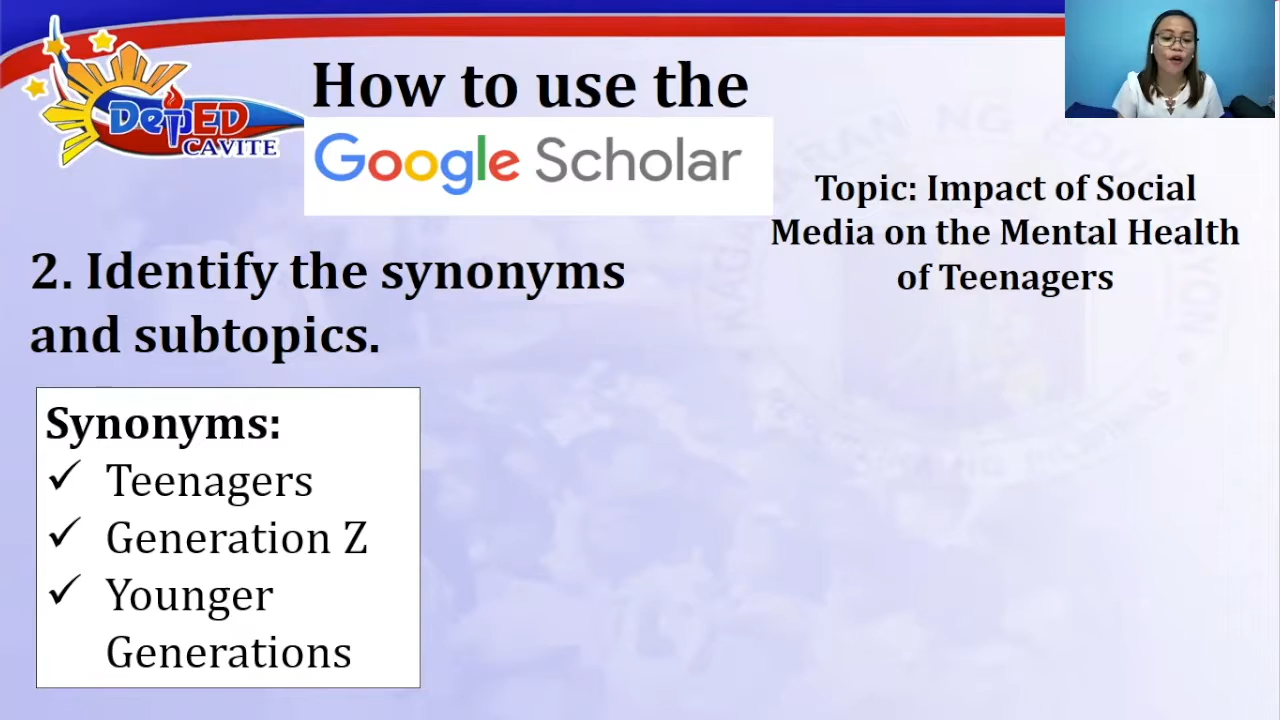 How to use the
DepED
CAVITE
Google Scholar
Topic: Impact of Social
Media on the Mental Health
of Teenagers
2. Identify the synonyms
and subtopics.
Synonyms:
✓ Teenagers
✓ Generation Z
✓ Younger
Generations